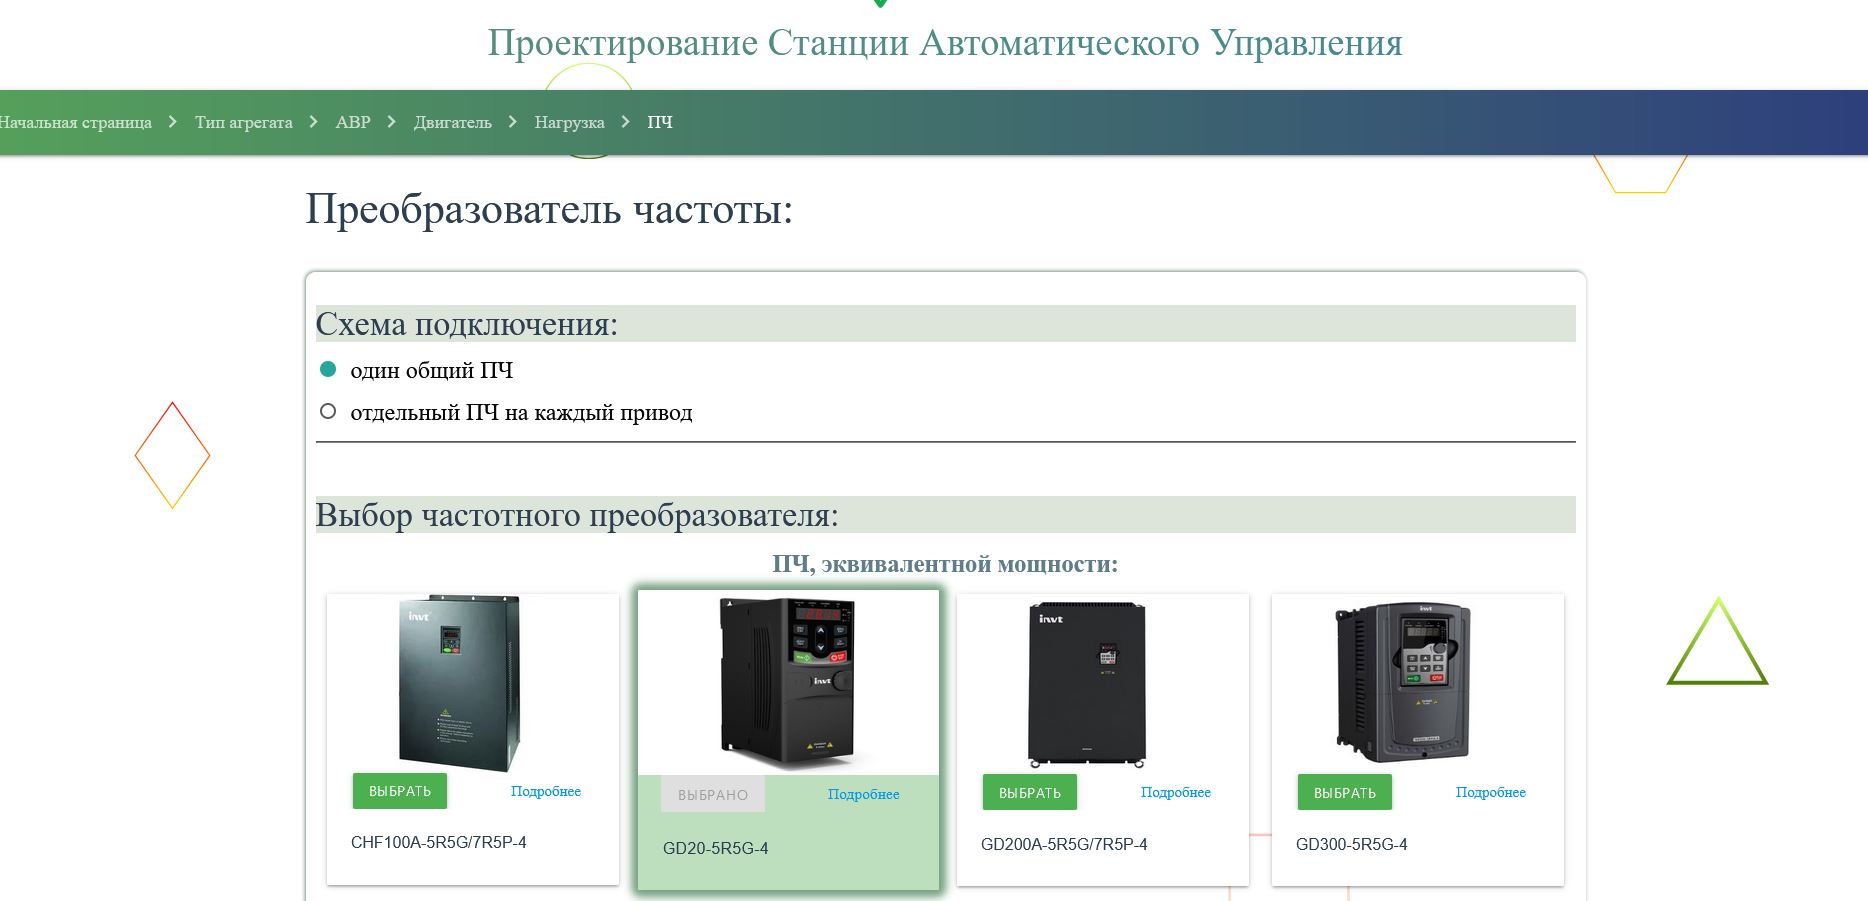 Проектирование Станции Автоматического Управления
Начальная страница > Тип агрегата > АВР > Двигатель > Нагрузка > ПЧ
Преобразователь частоты:
Схема подключения:
один общий ПЧ
отдельный ПЧ на каждый привод
Выбор частотного преобразователя:
ПЧ, эквивалентной мощности:
invt
invt
invt
invt
ВЫБРАТЬ Подробнее
ВЫБРАНО Подробнее
ВЫБРАТЬ Подробнее
ВЫБРАТЬ Подробнее
CHF100A-5R5G/7R5P-4
GD20-5R5G-4
GD200A-5R5G/7R5P-4
GD300-5R5G-4